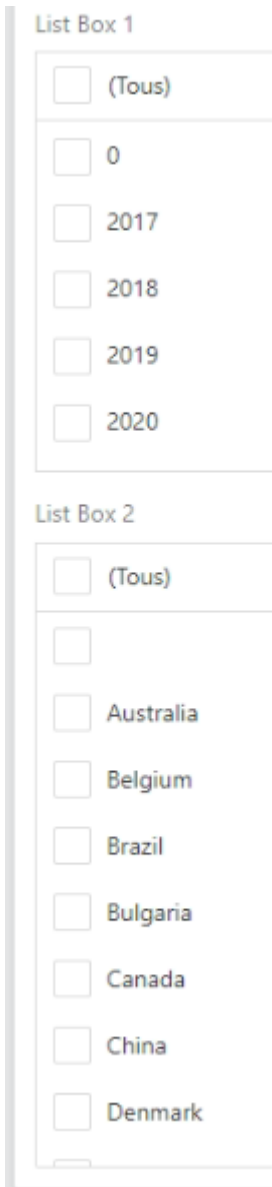 List Box 1
(Tous)
0
2017
2018
2019
2020
List Box 2
(Tous)
Australia
Belgium
Brazil
Bulgaria
Canada
China
Denmark